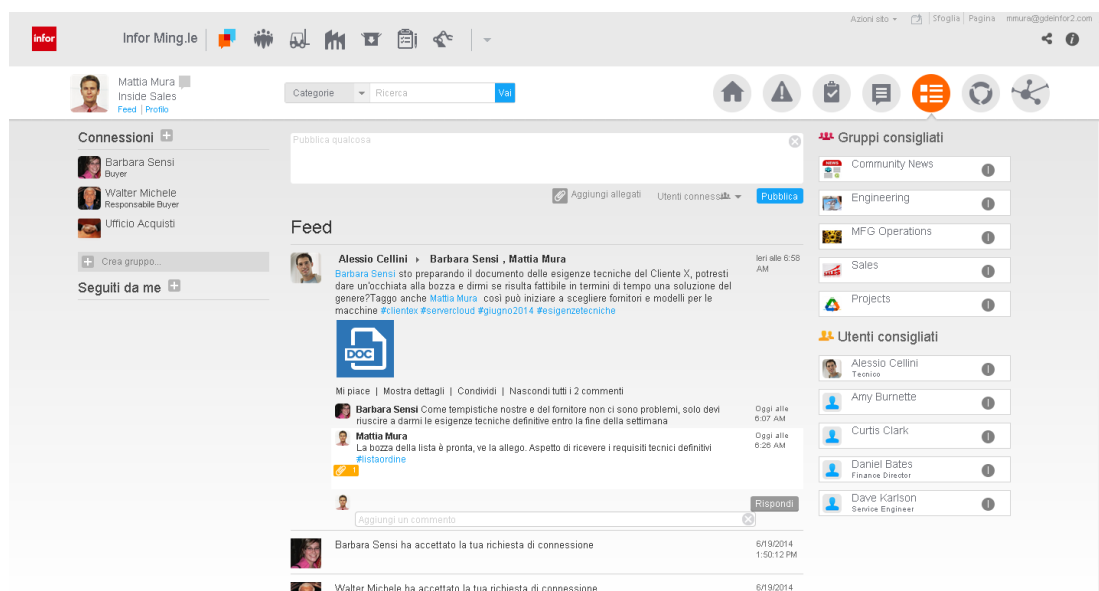 Azioni sito
Sfoglia
Pagina
mmura@gdeinfor2.com
infor
Infor Ming.le
Mattia Mura
Inside Sales
Feed | Profilo
Categorie
Ricerca
Vai
Connessioni
Barbara Sensi
Buyer
Walter Michele
Responsabile Buyer
Ufficio Acquisti
Crea gruppo...
Seguiti da me
Pubblica qualcosa
Aggiungi allegati
Utenti conness
Pubblica
Feed
Alessio Cellini ▸ Barbara Sensi , Mattia Mura
Ieri alle 6:58
AM
Barbara Sensi sto preparando il documento delle esigenze tecniche del Cliente X, potresti
dare un'occhiata alla bozza e dirmi se risulta fattibile in termini di tempo una soluzione del
genere?Taggo anche Mattia Mura così può iniziare a scegliere fornitori e modelli per le
macchine #clientex #servercloud #giugno2014 #esigenzetecniche
DOC
Mi piace | Mostra dettagli | Condividi | Nascondi tutti i 2 commenti
Barbara Sensi Come tempistiche nostre e del fornitore non ci sono problemi, solo devi
riuscire a darmi le esigenze tecniche definitive entro la fine della settimana
Oggi alle
6:07 AM
Mattia Mura
La bozza della lista è pronta, ve la allego. Aspetto di ricevere i requisiti tecnici definitivi
#listaordine
Oggi alle
6:26 AM
1
Rispondi
Aggiungi un commento
Barbara Sensi ha accettato la tua richiesta di connessione
6/19/2014
1:50:12 PM
Walter Michele ha accettato la tua richiesta di connessione
6/19/2014
Gruppi consigliati
Community News
Engineering
MFG Operations
Sales
Projects
Utenti consigliati
Alessio Cellini
Tecnico
Amy Burnette
Curtis Clark
Daniel Bates
Finance Director
Dave Karlson
Service Engineer